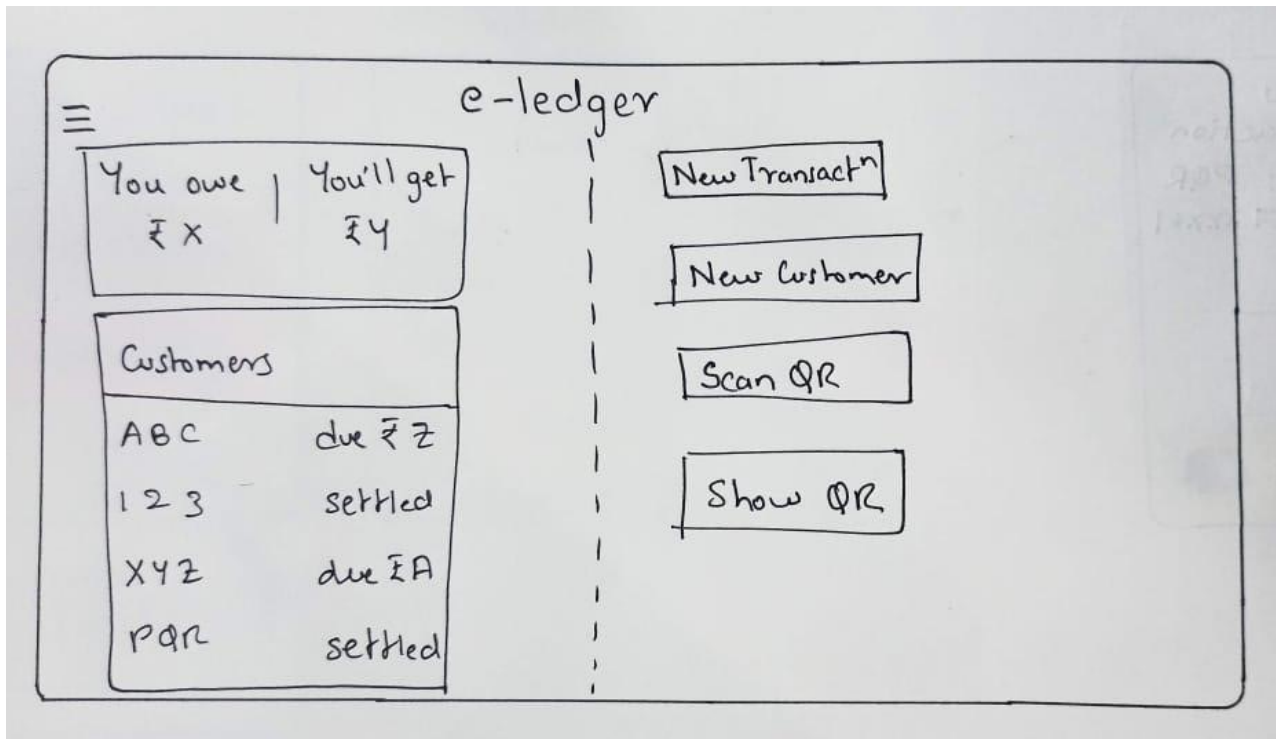 e-ledger
You owe | You'll get
₹ X ₹ Y
Customers
ABC due ₹ Z
123 settled
XYZ due ₹ A
PQR settled
New Transactⁿ
New Customer
Scan QR
Show QR